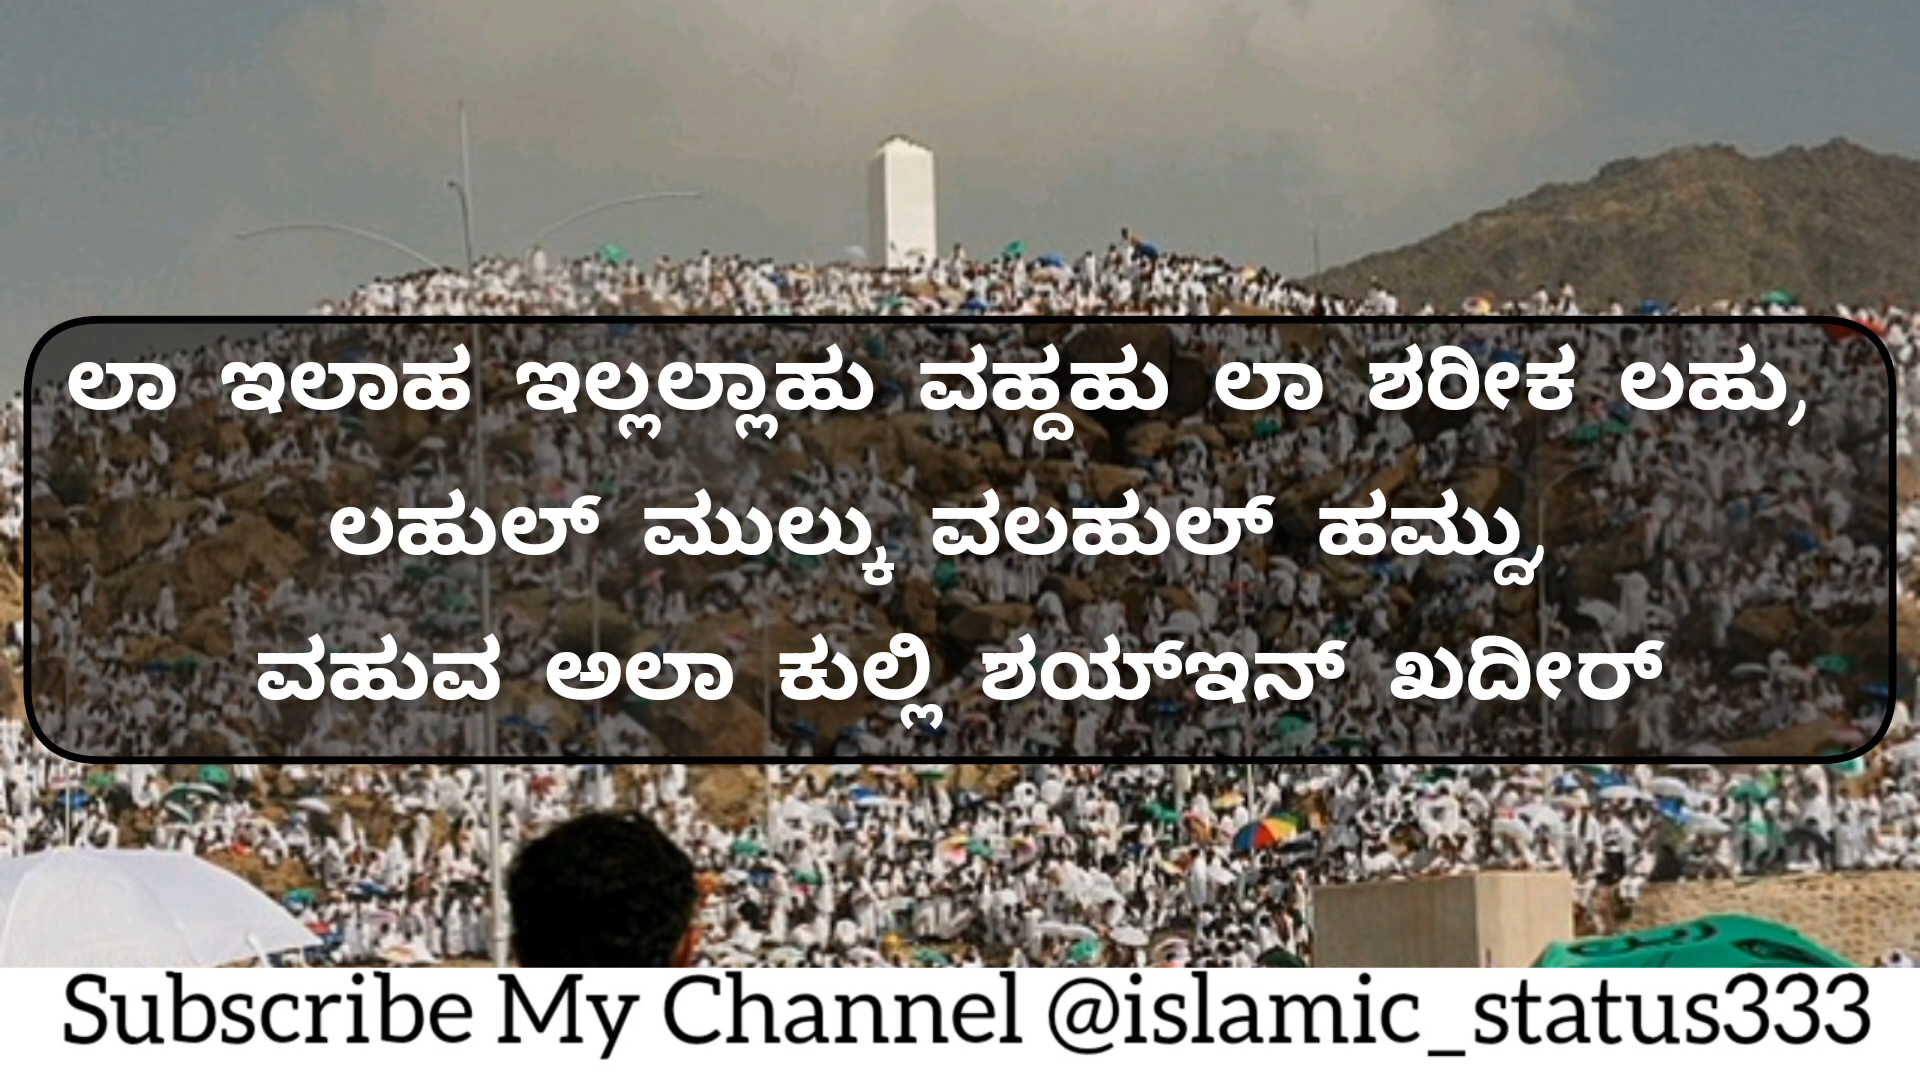 ಲಾ ಇಲಾಹ ಇಲ್ಲಲ್ಲಾಹು ವಹ್ದಹು ಲಾ ಶರೀಕ ಲಹು,
ಲಹುಲ್ ಮುಲ್ಕು ವಲಹುಲ್ ಹಮ್ದು,
ವಹುವ ಅಲಾ ಕುಲ್ಲಿ ಶಯ್ಇನ್ ಖದೀರ್
Subscribe My Channel @islamic_status333